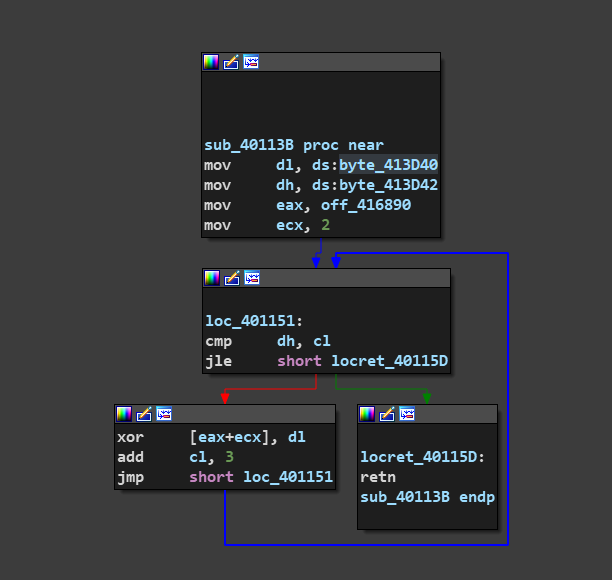 sub_40113B proc near
mov dl, ds:byte_413D40
mov dh, ds:byte_413D42
mov eax, off_416890
mov ecx, 2
loc_401151:
cmp dh, cl
jle short locret_40115D
xor [eax+ecx], dl
add cl, 3
jmp short loc_401151
locret_40115D:
retn
sub_40113B endp